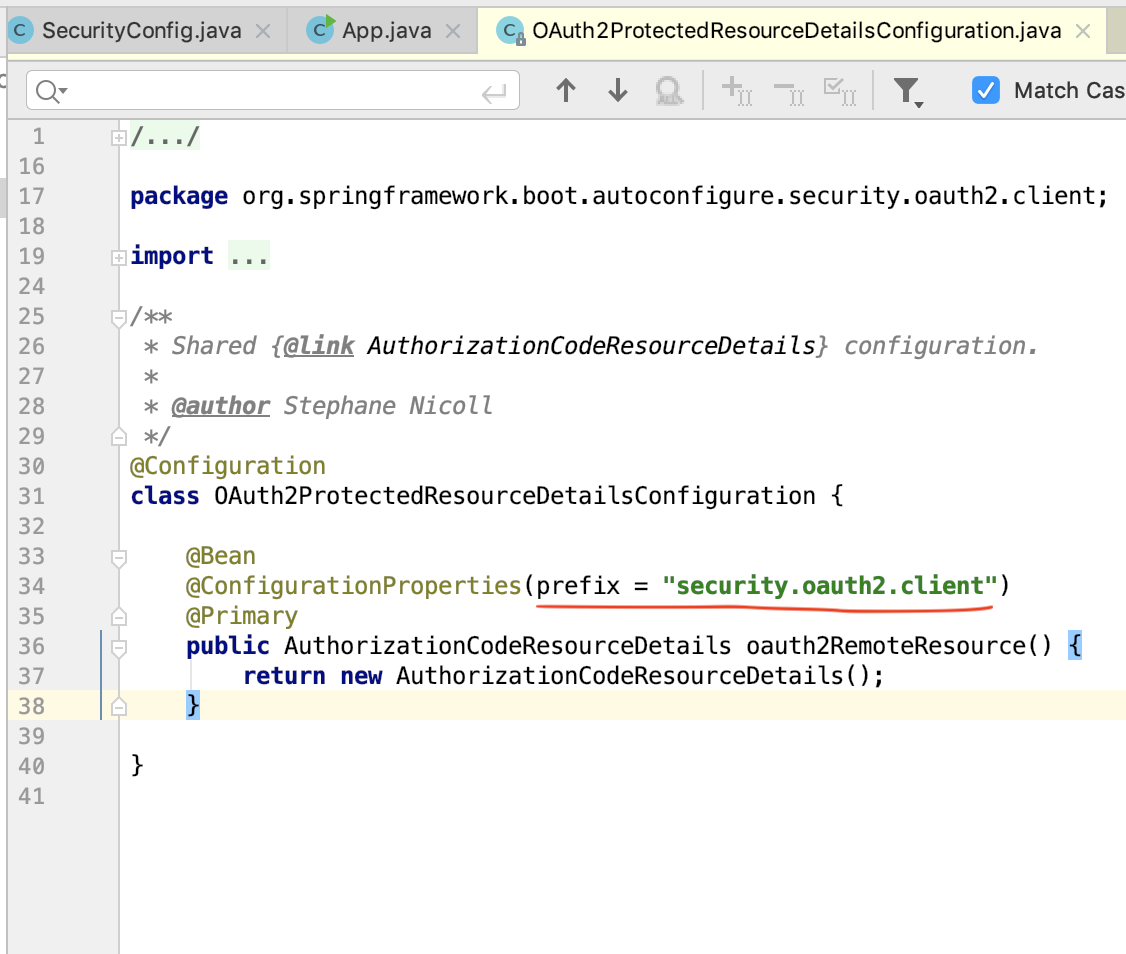 SecurityConfig.java App.java OAuth2ProtectedResourceDetailsConfiguration.java
Match Cas
1 /.../
16
17 package org.springframework.boot.autoconfigure.security.oauth2.client;
18
19 import ...
24
25 /**
26 * Shared {@link AuthorizationCodeResourceDetails} configuration.
27 *
28 * @author Stephane Nicoll
29 */
30 @Configuration
31 class OAuth2ProtectedResourceDetailsConfiguration {
32
33 @Bean
34 @ConfigurationProperties(prefix = "security.oauth2.client")
35 @Primary
36 public AuthorizationCodeResourceDetails oauth2RemoteResource() {
37 return new AuthorizationCodeResourceDetails();
38 }
39
40 }
41